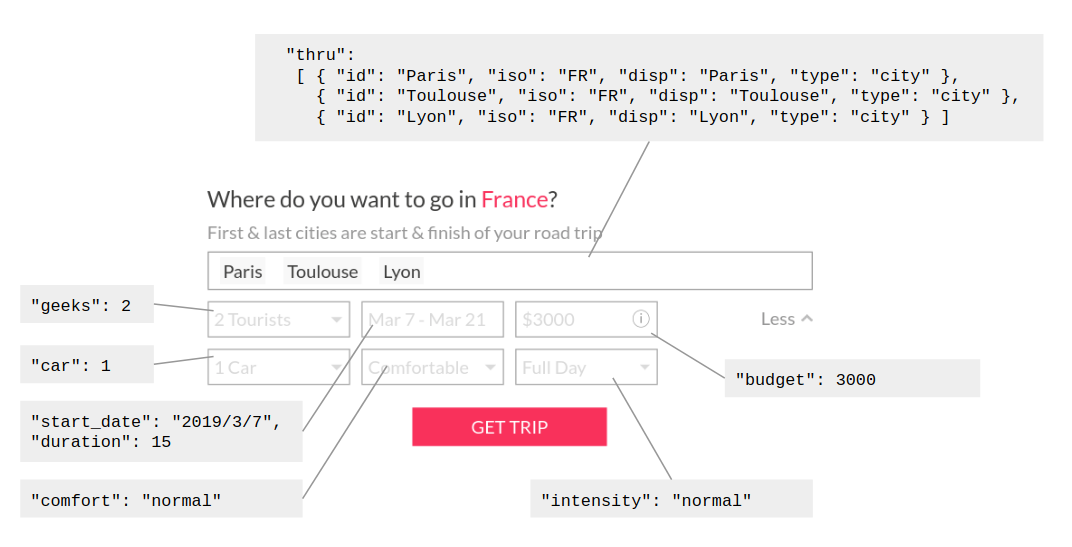 "thru":
[ { "id": "Paris", "iso": "FR", "disp": "Paris", "type": "city" },
{ "id": "Toulouse", "iso": "FR", "disp": "Toulouse", "type": "city" },
{ "id": "Lyon", "iso": "FR", "disp": "Lyon", "type": "city" } ]
Where do you want to go in France?
First & last cities are start & finish of your road trip
Paris Toulouse Lyon
"geeks": 2
2 Tourists Mar 7 - Mar 21 $3000 Less
"car": 1
1 Car Comfortable Full Day
"budget": 3000
"start_date": "2019/3/7",
"duration": 15
GET TRIP
"comfort": "normal"
"intensity": "normal"